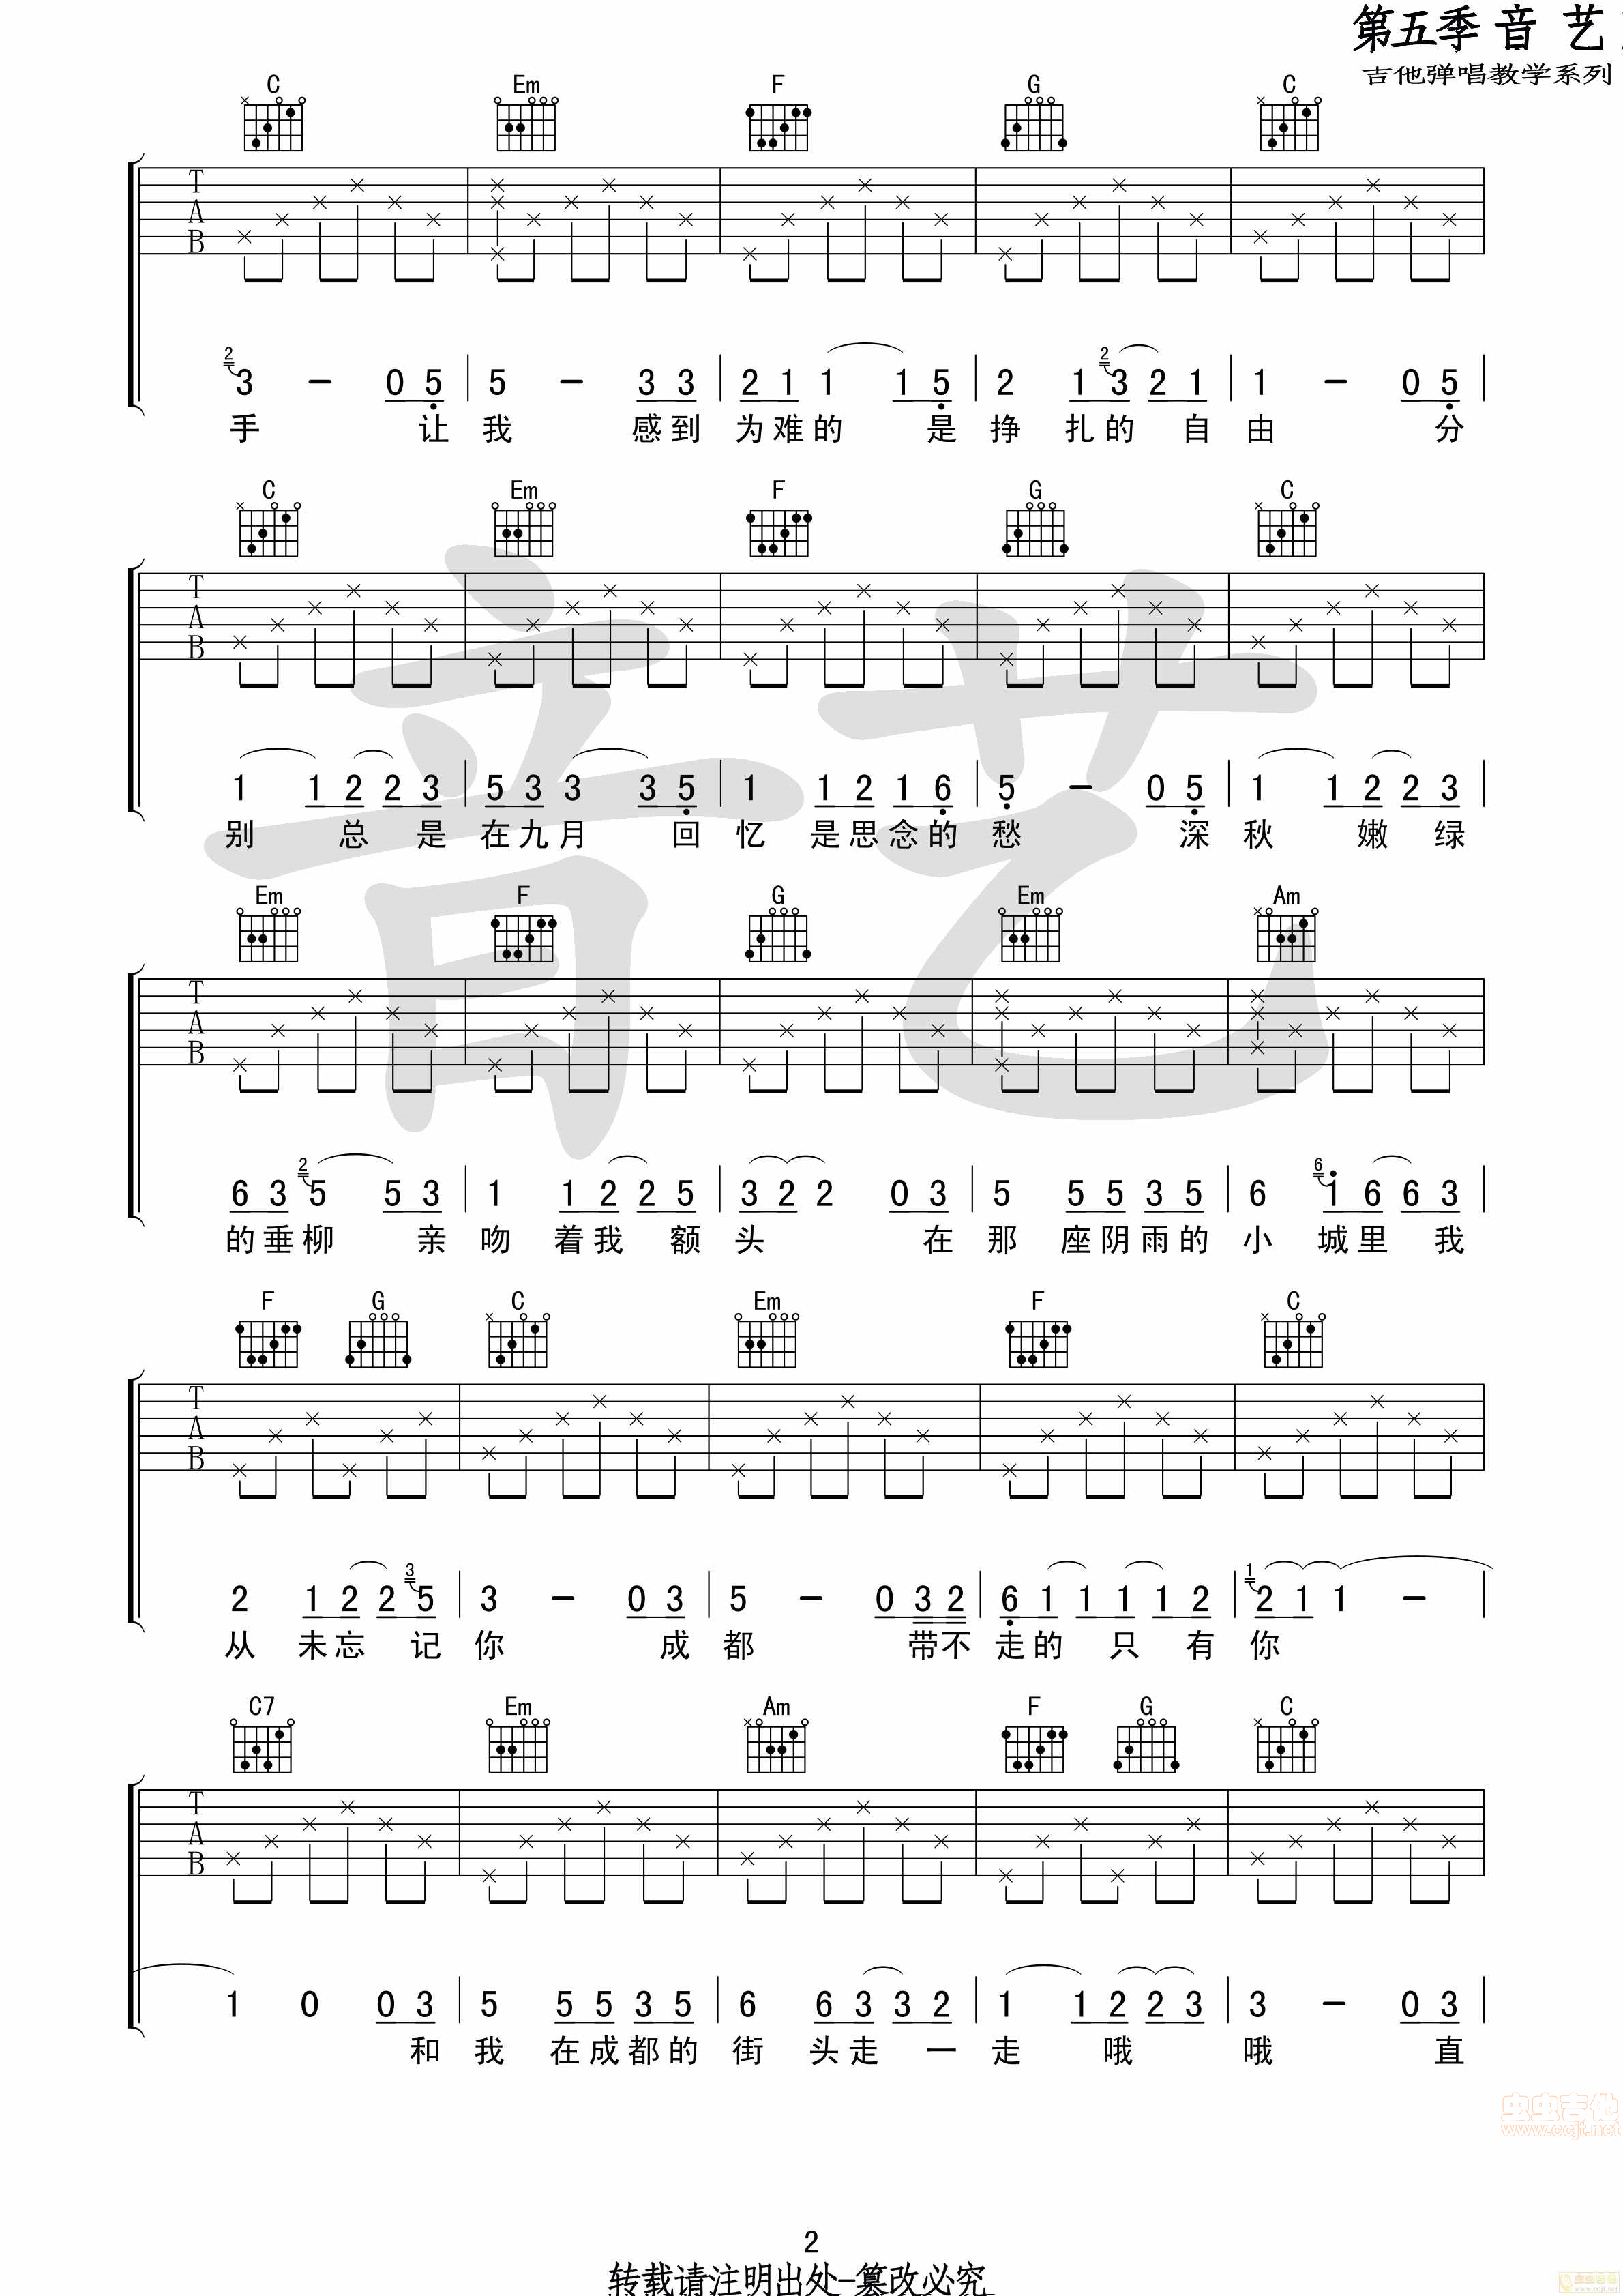 第五季 音 艺
吉他弹唱教学系列
C Em F G C
T
A
B
2 3 - 0 5 5 - 3 3 2 1 1 1 5 2 1 2 3 2 1 1 - 0 5
手 让 我 感 到 为 难 的 是 挣 扎 的 自 由 分
C Em F G C
T
A
B
1 1 2 2 3 5 3 3 3 5 1 1 2 1 6 5 - 0 5 1 1 2 2 3
别 总 是 在 九 月 回 忆 是 思 念 的 愁 深 秋 嫩 绿
Em F G Em Am
T
A
B
6 3 2 5 5 3 1 1 2 2 5 3 2 2 0 3 5 5 5 3 5 6 6 1 6 6 3
的 垂 柳 亲 吻 着 我 额 头 在 那 座 阴 雨 的 小 城 里 我
F G C Em F C
T
A
B
2 1 2 2 3 5 3 - 0 3 5 - 0 3 2 6 1 1 1 1 2 1 2 1 1 -
从 未 忘 记 你 成 都 带 不 走 的 只 有 你
C7 Em Am F G C
T
A
B
1 0 0 3 5 5 5 3 5 6 6 3 3 2 1 1 2 2 3 3 - 0 3
和 我 在 成 都 的 街 头 走 一 走 哦 哦 直
音艺
虫虫吉他
www.ccjt.net
2
转载请注明出处-篡改必究